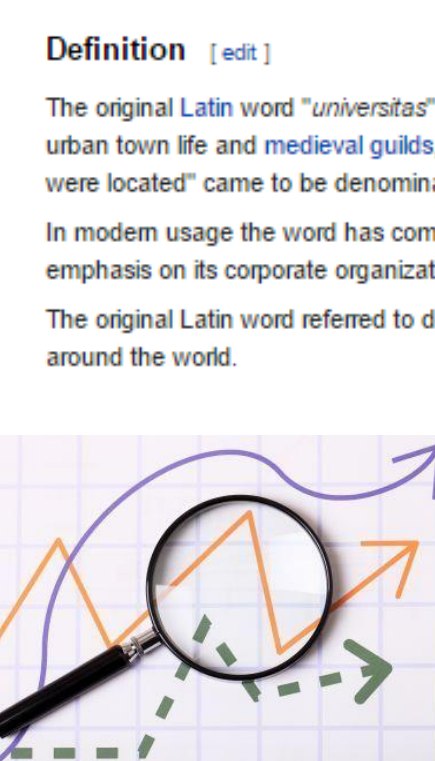 Definition [ edit ]
The original Latin word "universitas"
urban town life and medieval guilds
were located" came to be denomina
In modern usage the word has com
emphasis on its corporate organizat
The original Latin word referred to d
around the world.